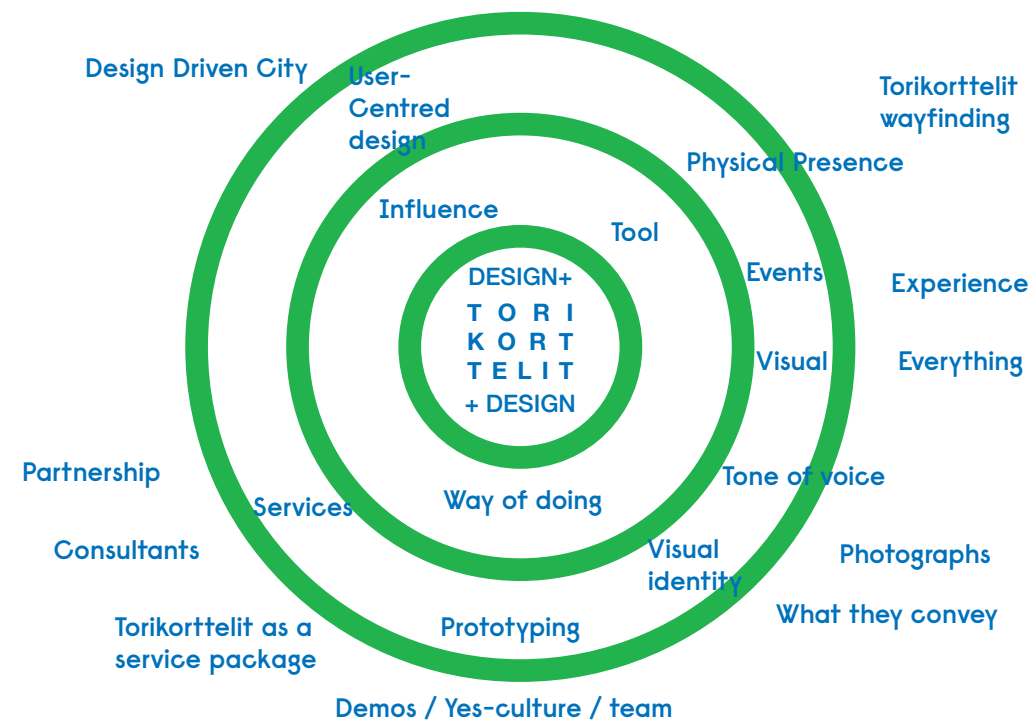 Design Driven City
User-
Centred
design
Torikorttelit
wayfinding
Physical Presence
Influence
Tool
Events
Experience
DESIGN+
T O R I
K O R T
T E L I T
+ DESIGN
Visual
Everything
Partnership
Services
Way of doing
Tone of voice
Consultants
Visual
identity
Photographs
What they convey
Torikorttelit as a
service package
Prototyping
Demos / Yes-culture / team